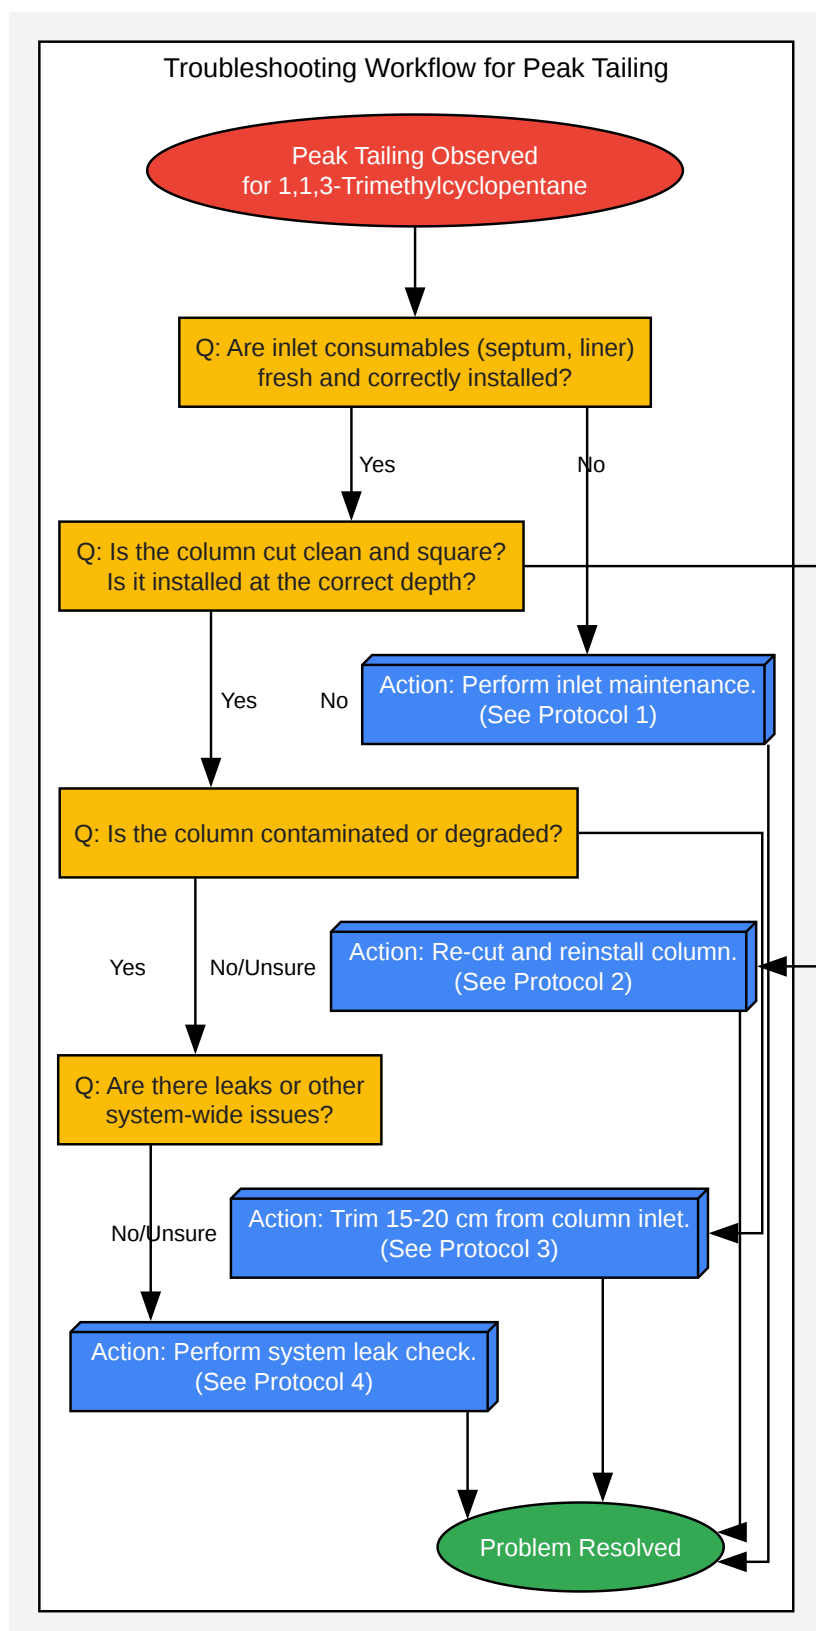 Troubleshooting Workflow for Peak Tailing
Peak Tailing Observed
for 1,1,3-Trimethylcyclopentane
Q: Are inlet consumables (septum, liner)
fresh and correctly installed?
Yes
No
Q: Is the column cut clean and square?
Is it installed at the correct depth?
Yes
No
Action: Perform inlet maintenance.
(See Protocol 1)
Q: Is the column contaminated or degraded?
Yes
No/Unsure
Action: Re-cut and reinstall column.
(See Protocol 2)
Q: Are there leaks or other
system-wide issues?
No/Unsure
Action: Trim 15-20 cm from column inlet.
(See Protocol 3)
Action: Perform system leak check.
(See Protocol 4)
Problem Resolved